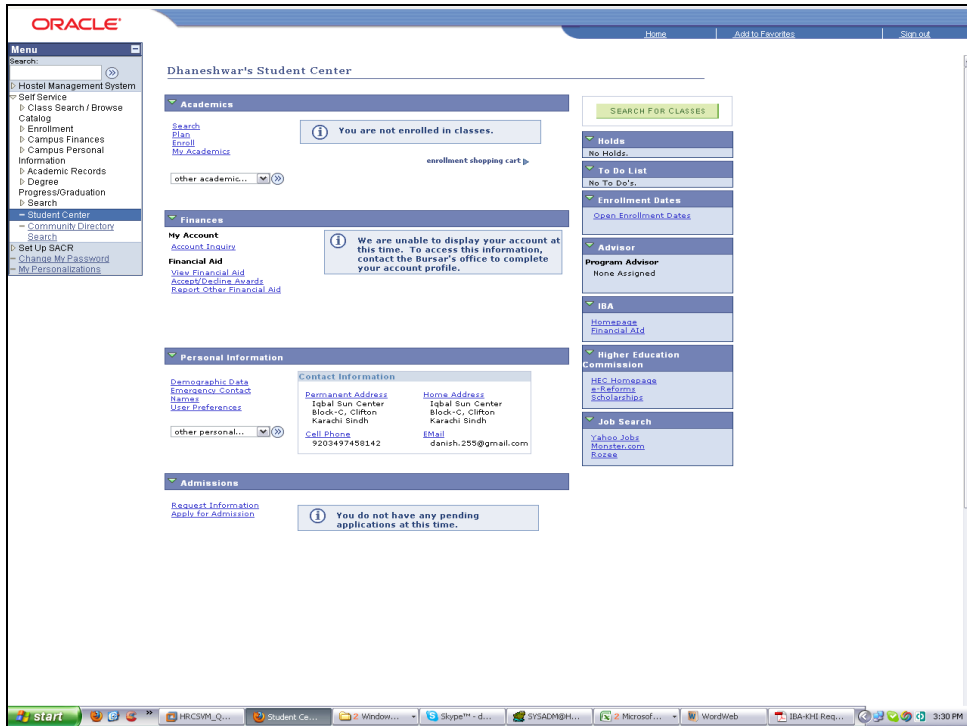 ORACLE
Home
Add to Favorites
Sign out
Menu
Search:
Hostel Management System
Self Service
Class Search / Browse
Catalog
Enrollment
Campus Finances
Campus Personal
Information
Academic Records
Degree
Progress/Graduation
Search
Student Center
Community Directory
Search
Set Up SACR
Change My Password
My Personalizations
Dhaneshwar's Student Center
Academics
Search
Plan
Enroll
My Academics
You are not enrolled in classes.
enrollment shopping cart
other academic...
Finances
My Account
Account Inquiry
Financial Aid
View Financial Aid
Accept/Decline Awards
Report Other Financial Aid
We are unable to display your account at
this time. To access this information,
contact the Bursar's office to complete
your account profile.
Personal Information
Demographic Data
Emergency Contact
Names
User Preferences
other personal...
Contact Information
Permanent Address
Iqbal Sun Center
Block-C, Clifton
Karachi Sindh
Home Address
Iqbal Sun Center
Block-C, Clifton
Karachi Sindh
Cell Phone
9203497458142
EMail
danish.255@gmail.com
Admissions
Request Information
Apply for Admission
You do not have any pending
applications at this time.
SEARCH FOR CLASSES
Holds
No Holds.
To Do List
No To Do's.
Enrollment Dates
Open Enrollment Dates
Advisor
Program Advisor
None Assigned
IBA
Homepage
Financial AId
Higher Education
Commission
HEC Homepage
e-Reforms
Scholarships
Job Search
Yahoo Jobs
Monster.com
Rozee
start
HRCSVM_Q...
Student Ce...
2 Window...
Skype™ - d...
SYSADM@H...
2 Microsof...
WordWeb
IBA-KHI Req...
3:30 PM